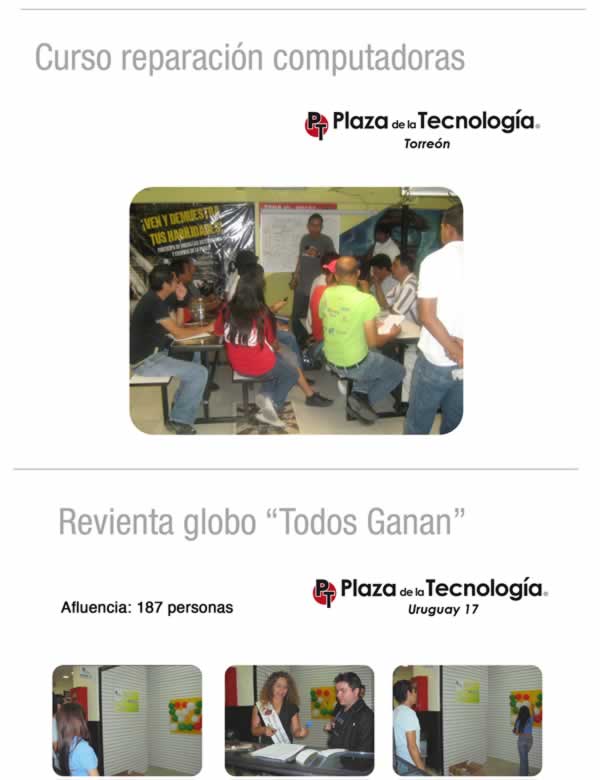 Curso reparación computadoras
PT Plaza de la Tecnología®
Torreón
¡VEN Y DEMUESTRA
TUS HABILIDADES!
Revienta globo “Todos Ganan”
Afluencia: 187 personas
PT Plaza de la Tecnología®
Uruguay 17